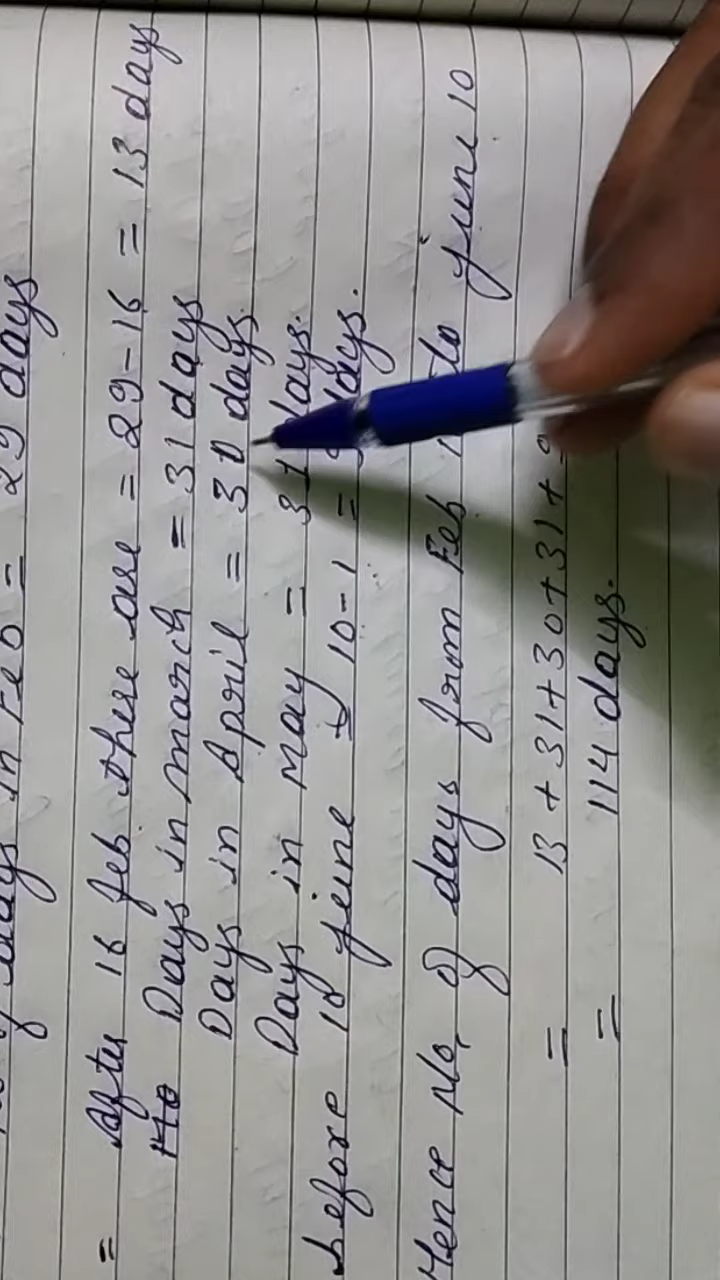 days in Feb = 29 days
= After 16 feb there are = 29-16 = 13 day
Days in march = 31 days
Days in April = 30 days.
Days in May = 31 days.
before 10 june 10-1 = days.
Hence No. of days from Feb to june 10
= 13+31+30+31+
= 114 days.